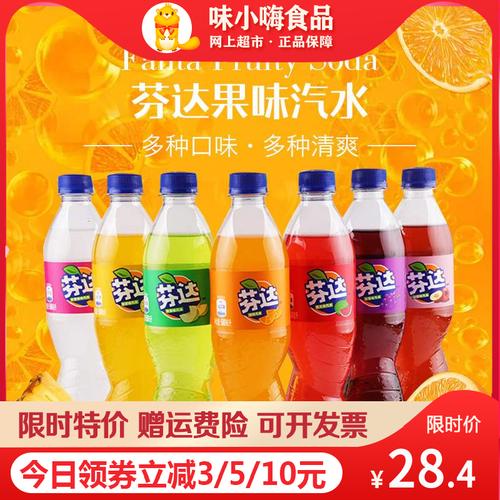 味小嗨食品
网上超市·正品保障
Fanta Fruity Soda
芬达果味汽水
多种口味·多种清爽
芬达
芬达
芬达
芬达
芬达
芬达
芬达
限时特价 赠运费险 可开发票
限时价
今日领券立减3/5/10元
¥28.4